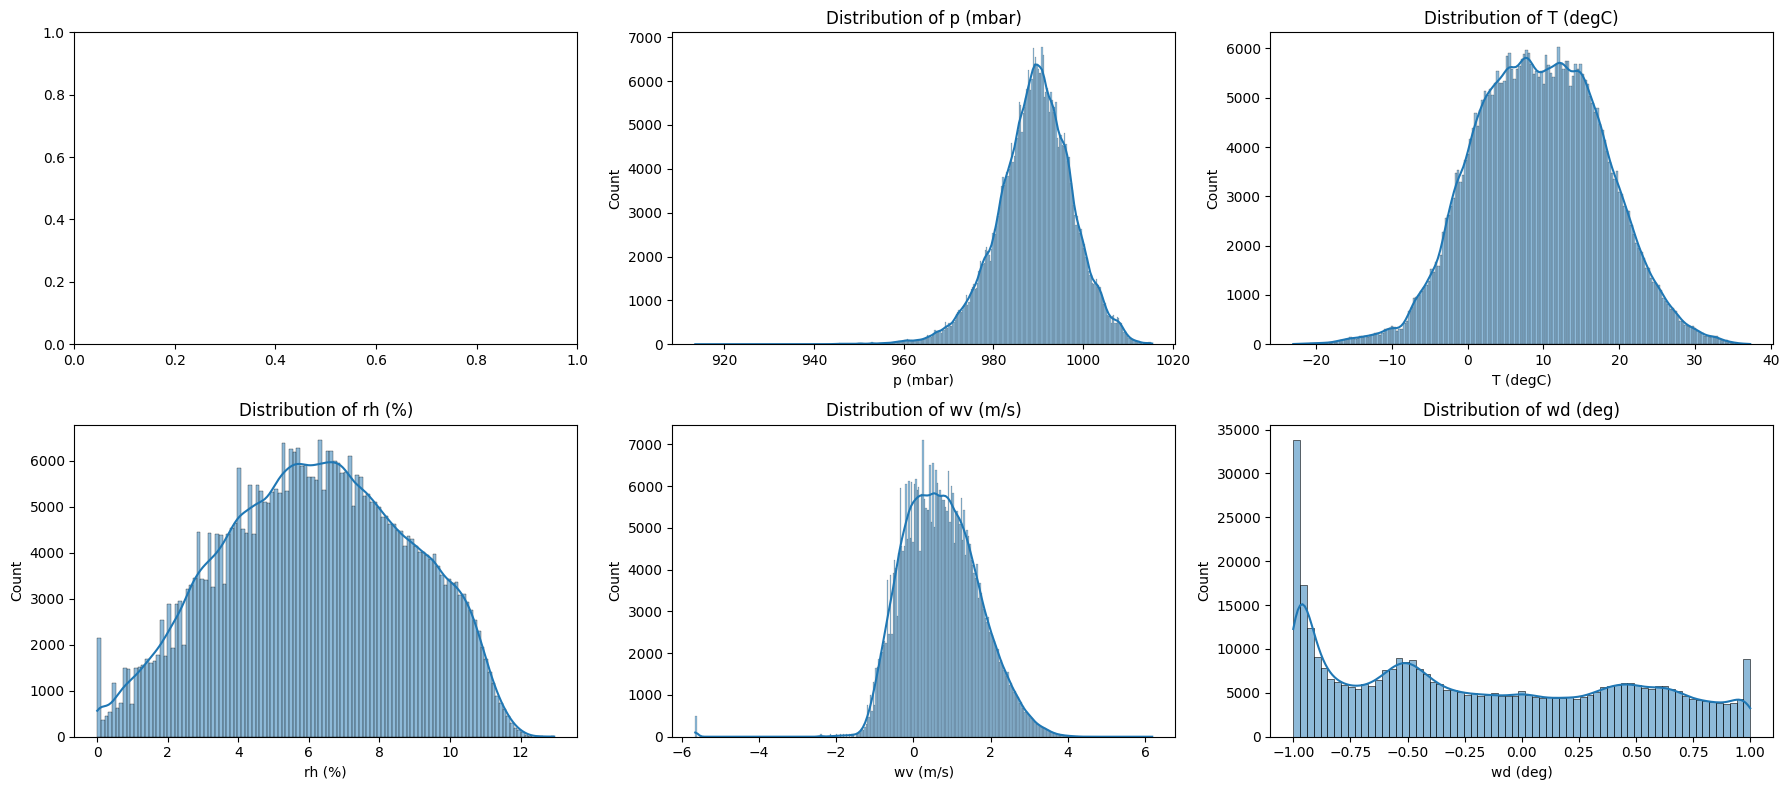 1.0
0.8
0.6
0.4
0.2
0.0
0.0 0.2 0.4 0.6 0.8 1.0
Distribution of p (mbar)
Count
7000
6000
5000
4000
3000
2000
1000
0
920 940 960 980 1000 1020
p (mbar)
Distribution of T (degC)
Count
6000
5000
4000
3000
2000
1000
0
−20 −10 0 10 20 30 40
T (degC)
Distribution of rh (%)
Count
6000
5000
4000
3000
2000
1000
0
0 2 4 6 8 10 12
rh (%)
Distribution of wv (m/s)
Count
7000
6000
5000
4000
3000
2000
1000
0
−6 −4 −2 0 2 4 6
wv (m/s)
Distribution of wd (deg)
Count
35000
30000
25000
20000
15000
10000
5000
0
−1.00 −0.75 −0.50 −0.25 0.00 0.25 0.50 0.75 1.00
wd (deg)